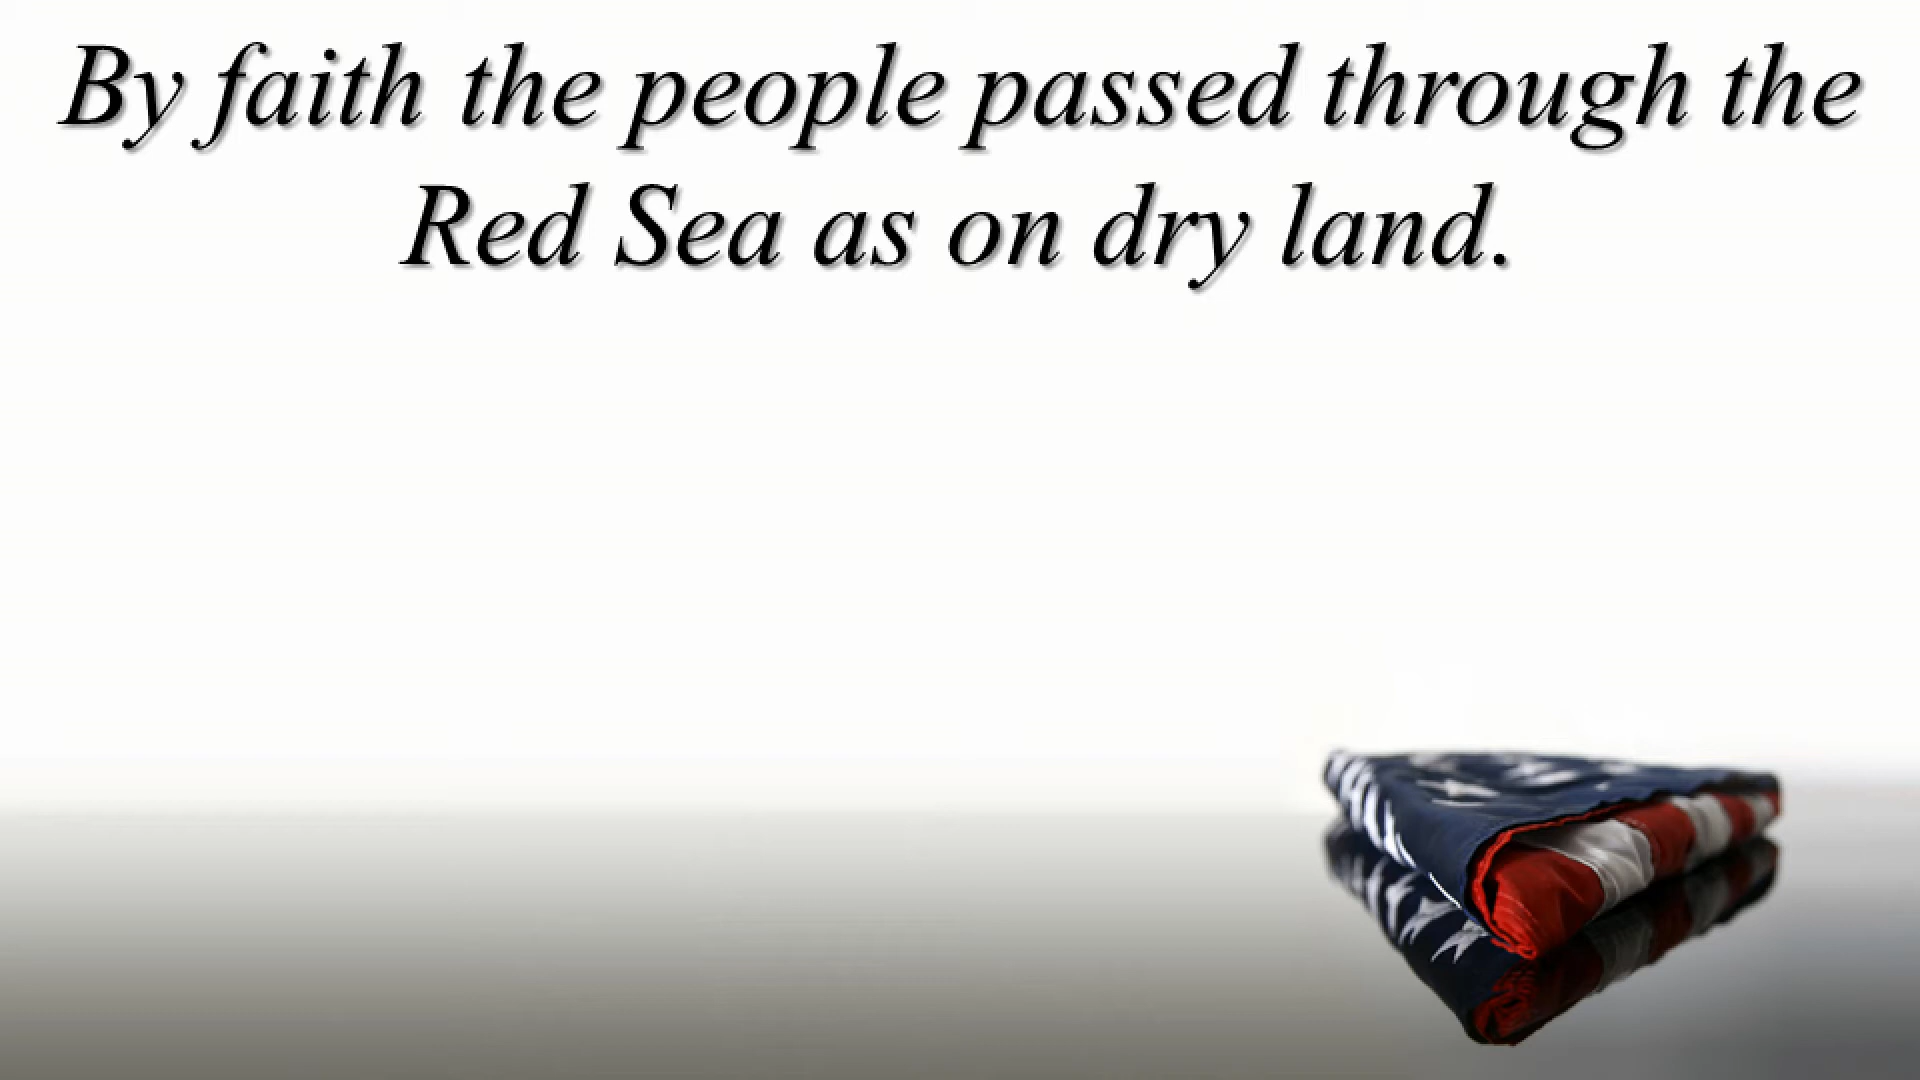 By faith the people passed through the
Red Sea as on dry land.